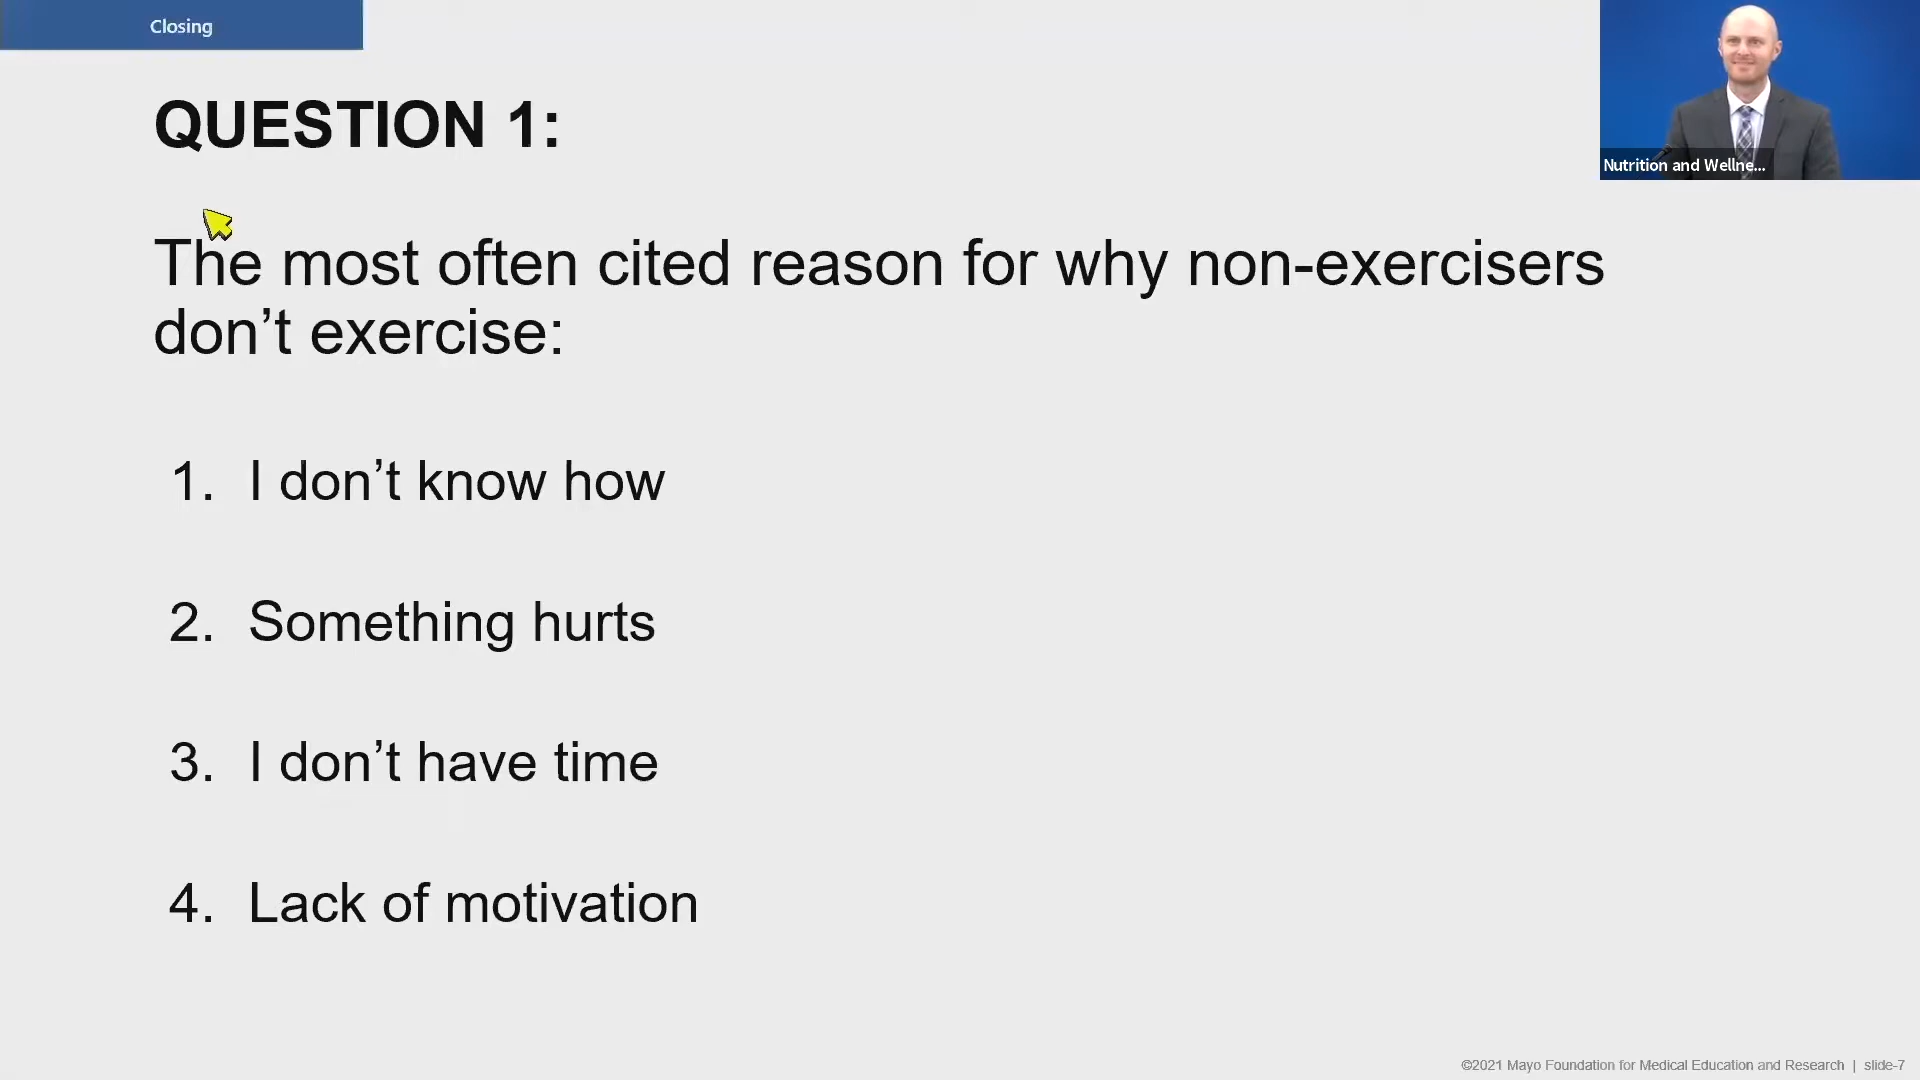 Closing
QUESTION 1:
Nutrition and Wellne...
The most often cited reason for why non-exercisers
don’t exercise:
1. I don’t know how
2. Something hurts
3. I don’t have time
4. Lack of motivation
©2021 Mayo Foundation for Medical Education and Research | slide-7